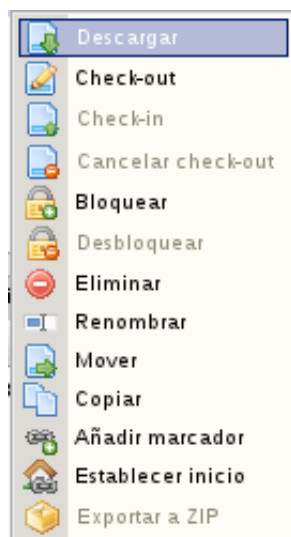 Descargar
Check-out
Check-in
Cancelar check-out
Bloquear
Desbloquear
Eliminar
Renombrar
Mover
Copiar
Añadir marcador
Establecer inicio
Exportar a ZIP